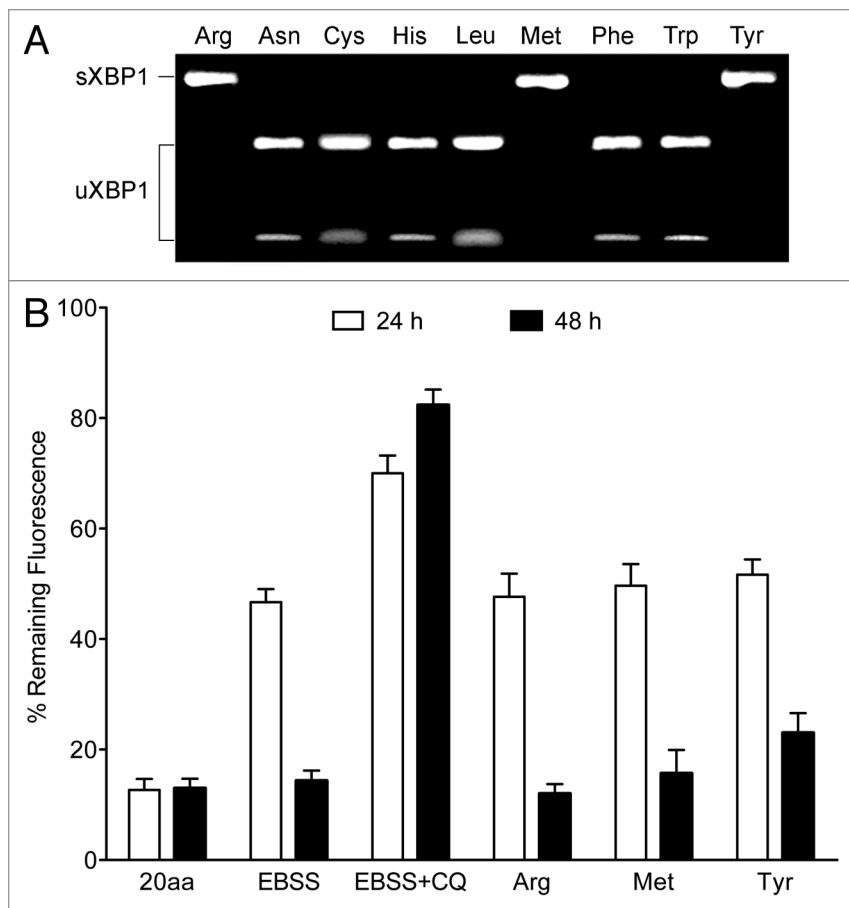 A
Arg Asn Cys His Leu Met Phe Trp Tyr
sXBP1
uXBP1
B
100
24 h 48 h
80
60
40
20
0
% Remaining Fluorescence
20aa EBSS EBSS+CQ Arg Met Tyr